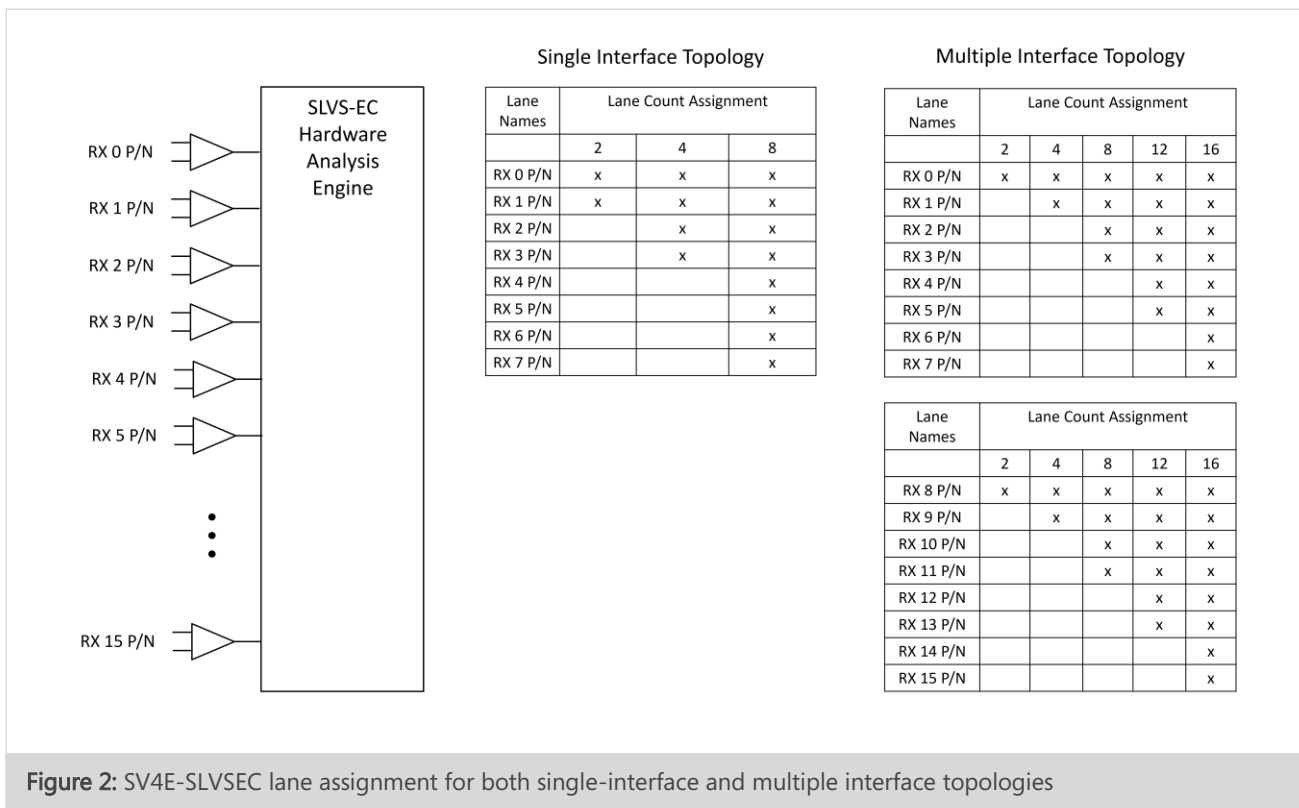 SLVS-EC
Hardware
Analysis
Engine
RX 0 P/N
RX 1 P/N
RX 2 P/N
RX 3 P/N
RX 4 P/N
RX 5 P/N
RX 15 P/N
Single Interface Topology
Lane Names Lane Count Assignment
2 4 8
RX 0 P/N x x x
RX 1 P/N x x x
RX 2 P/N x x
RX 3 P/N x x
RX 4 P/N x
RX 5 P/N x
RX 6 P/N x
RX 7 P/N x
Multiple Interface Topology
Lane Names Lane Count Assignment
2 4 8 12 16
RX 0 P/N x x x x x
RX 1 P/N x x x x
RX 2 P/N x x x
RX 3 P/N x x x
RX 4 P/N x x
RX 5 P/N x x
RX 6 P/N x
RX 7 P/N x
Lane Names Lane Count Assignment
2 4 8 12 16
RX 8 P/N x x x x x
RX 9 P/N x x x x
RX 10 P/N x x x
RX 11 P/N x x x
RX 12 P/N x x
RX 13 P/N x x
RX 14 P/N x
RX 15 P/N x
Figure 2: SV4E-SLVSEC lane assignment for both single-interface and multiple interface topologies